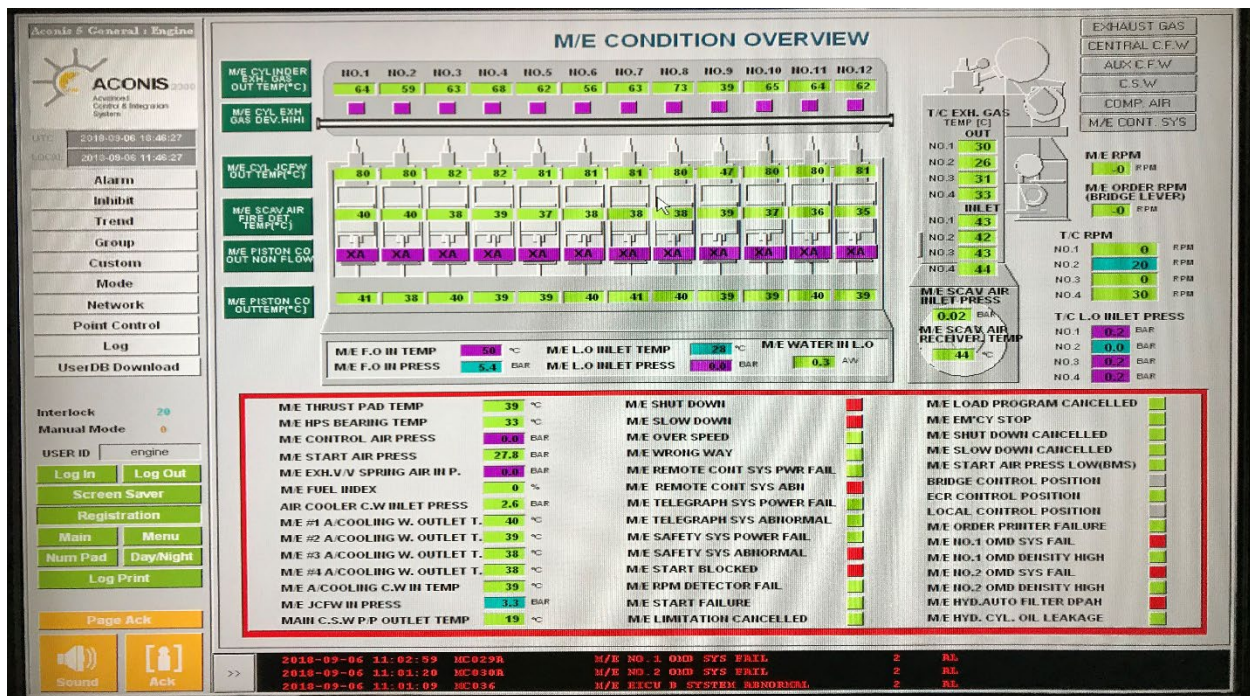 Aconis 5 General : Engine
ACONIS 2000
Advanced
Control & Integration
System
UTC: 2018-09-06 10:46:27
LOCAL: 2018-09-06 11:46:27
Alarm
Inhibit
Trend
Group
Custom
Mode
Network
Point Control
Log
UserDB Download
Interlock 20
Manual Mode 0
USER ID engine
Log In Log Out
Screen Saver
Registration
Main Menu
Num Pad Day/Night
Log Print
Page Ack
Sound Ack
M/E CONDITION OVERVIEW
EXHAUST GAS
CENTRAL C.F.W
AUX C.F.W
C.S.W
COMP. AIR
M/E CONT. SYS
NO.1 NO.2 NO.3 NO.4 NO.5 NO.6 NO.7 NO.8 NO.9 NO.10 NO.11 NO.12
M/E CYLINDER
EXH. GAS
OUT TEMP(°C)
64 59 63 68 62 56 63 73 39 65 64 62
M/E CYL EXH
GAS DEV.HIHI
M/E CYL. JCFW
OUT TEMP(°C)
80 80 82 82 81 81 81 80 47 80 80 81
M/E SCAV AIR
FIRE DET.
TEMP(°C)
40 40 38 39 37 38 38 38 39 37 36 35
M/E PISTON CO
OUT NON FLOW
XA XA XA XA XA XA XA XA XA XA XA XA
M/E PISTON CO
OUTTEMP(°C)
41 38 40 39 39 40 41 40 39 39 40 39
M/E F.O IN TEMP 50 °C M/E L.O INLET TEMP 28 °C M/E WATER IN L.O
M/E F.O IN PRESS 5.4 BAR M/E L.O INLET PRESS 0.0 BAR 0.3 AW
T/C EXH. GAS
TEMP [C]
OUT
NO.1 30
NO.2 26
NO.3 31
NO.4 33
INLET
NO.1 43
NO.2 42
NO.3 43
NO.4 44
M/E SCAV AIR
INLET PRESS
0.02 BAR
M/E SCAV AIR
RECEIVER TEMP
44 °C
M/E RPM
-0 RPM
M/E ORDER RPM
(BRIDGE LEVER)
-0 RPM
T/C RPM
NO.1 0 RPM
NO.2 20 RPM
NO.3 0 RPM
NO.4 30 RPM
T/C L.O INLET PRESS
NO.1 0.2 BAR
NO.2 0.0 BAR
NO.3 0.2 BAR
NO.4 0.2 BAR
M/E THRUST PAD TEMP 39 °C
M/E HPS BEARING TEMP 33 °C
M/E CONTROL AIR PRESS 0.0 BAR
M/E START AIR PRESS 27.8 BAR
M/E EXH.V/V SPRING AIR IN P. 0.0 BAR
M/E FUEL INDEX 0 %
AIR COOLER C.W INLET PRESS 2.6 BAR
M/E #1 A/COOLING W. OUTLET T. 40 °C
M/E #2 A/COOLING W. OUTLET T. 39 °C
M/E #3 A/COOLING W. OUTLET T. 38 °C
M/E #4 A/COOLING W. OUTLET T. 38 °C
M/E A/COOLING C.W IN TEMP 39 °C
M/E JCFW IN PRESS 3.3 BAR
MAIN C.S.W P/P OUTLET TEMP 19 °C
M/E SHUT DOWN
M/E SLOW DOWN
M/E OVER SPEED
M/E WRONG WAY
M/E REMOTE CONT SYS PWR FAIL
M/E REMOTE CONT SYS ABN
M/E TELEGRAPH SYS POWER FAIL
M/E TELEGRAPH SYS ABNORMAL
M/E SAFETY SYS POWER FAIL
M/E SAFETY SYS ABNORMAL
M/E START BLOCKED
M/E RPM DETECTOR FAIL
M/E START FAILURE
M/E LIMITATION CANCELLED
M/E LOAD PROGRAM CANCELLED
M/E EM'CY STOP
M/E SHUT DOWN CANCELLED
M/E SLOW DOWN CANCELLED
M/E START AIR PRESS LOW(BMS)
BRIDGE CONTROL POSITION
ECR CONTROL POSITION
LOCAL CONTROL POSITION
M/E ORDER PRINTER FAILURE
M/E NO.1 OMD SYS FAIL
M/E NO.1 OMD DENSITY HIGH
M/E NO.2 OMD SYS FAIL
M/E NO.2 OMD DENSITY HIGH
M/E HYD.AUTO FILTER DPAH
M/E HYD. CYL. OIL LEAKAGE
>>
2018-09-06 11:02:59 MC029A M/E NO.1 OMD SYS FAIL 2 AL
2018-09-06 11:01:20 MC030A M/E NO.2 OMD SYS FAIL 2 AL
2018-09-06 11:01:09 MC036 M/E EICU B SYSTEM ABNORMAL 2 AL